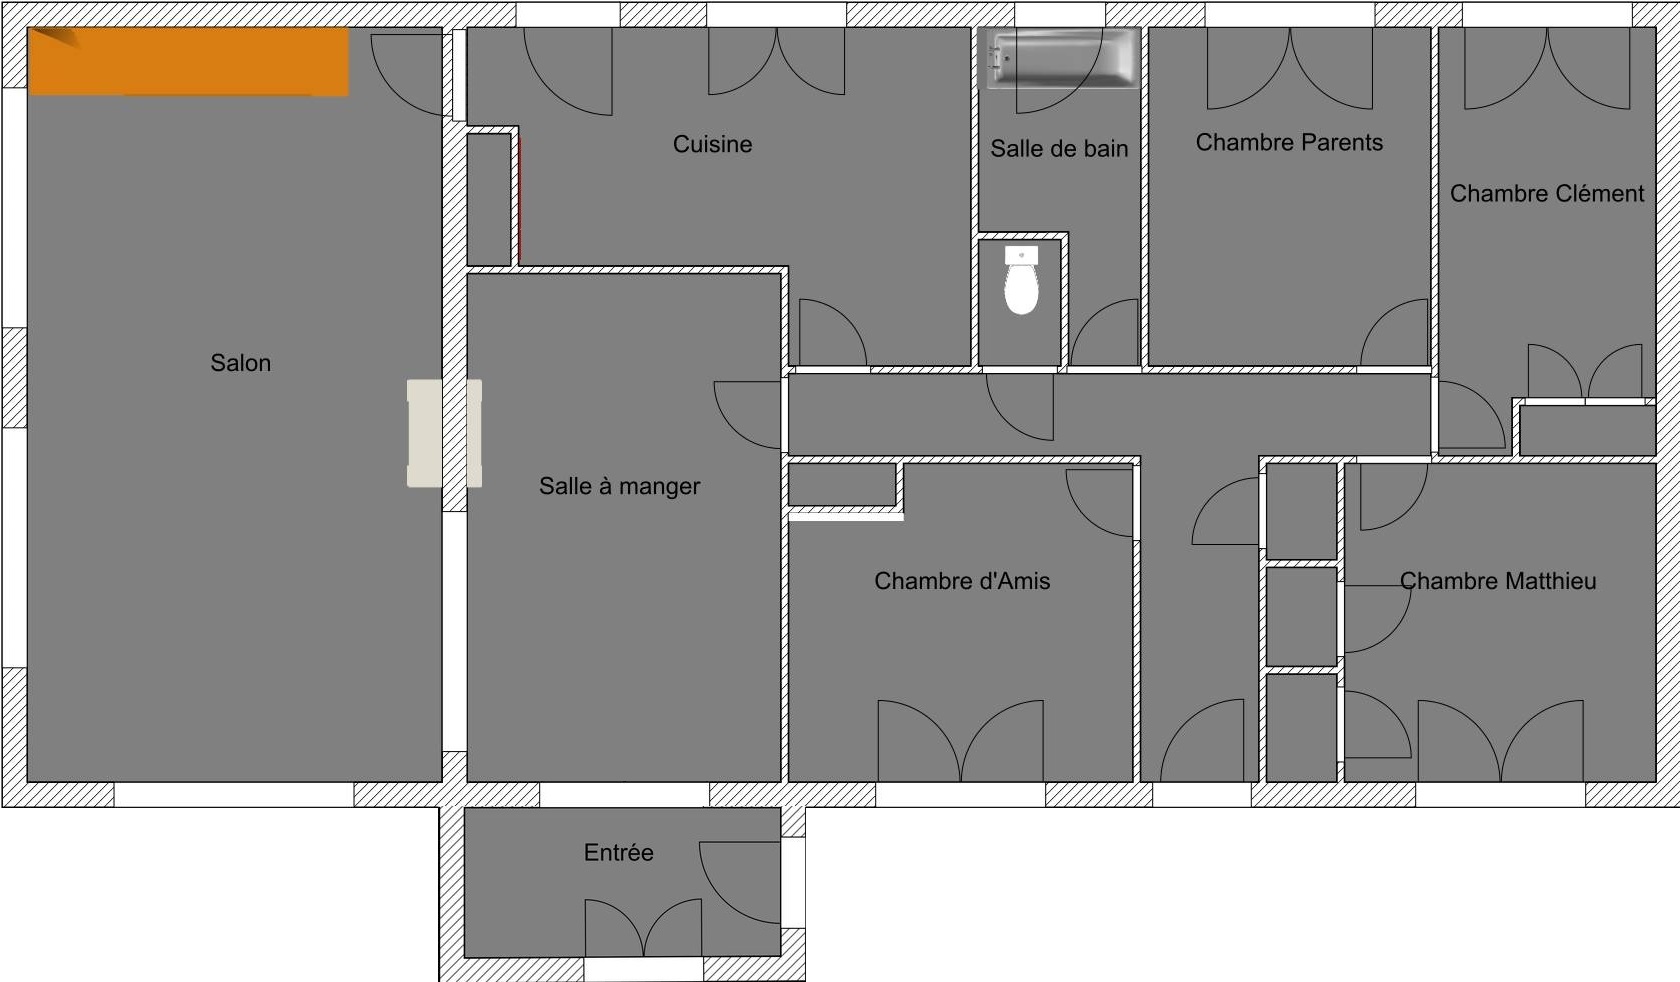 Cuisine
Salle de bain
Chambre Parents
Chambre Clément
Salon
Salle à manger
Chambre d'Amis
Chambre Matthieu
Entrée